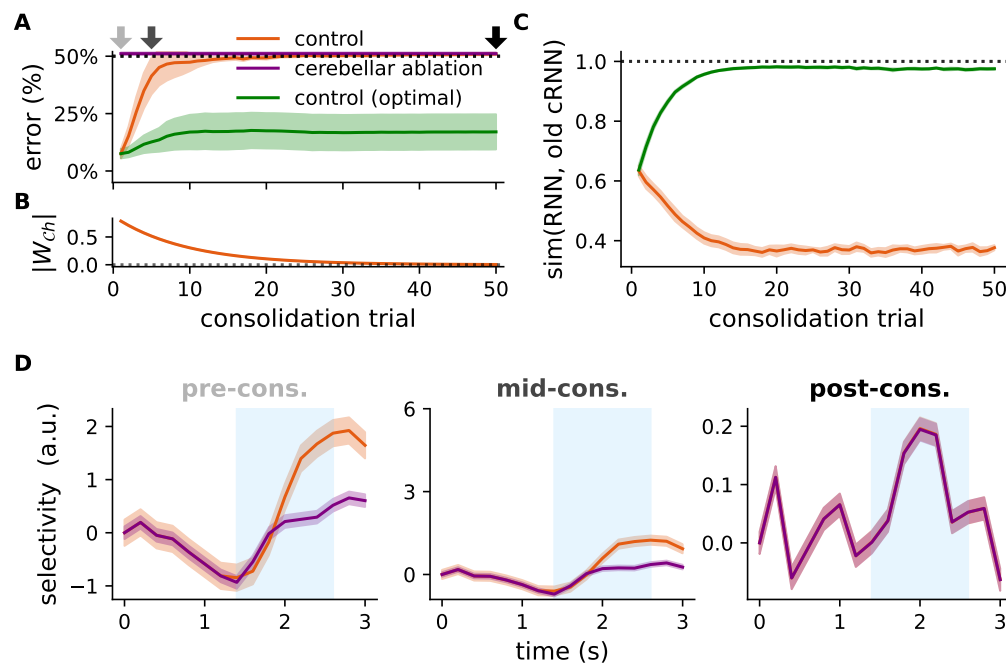 A
control
cerebellar ablation
control (optimal)
50%
25%
0%
error (%)
B
0.5
0.0
|W_Ch|
0 10 20 30 40 50
consolidation trial
C
1.0
0.8
0.6
0.4
sim(RNN, old cRNN)
0 10 20 30 40 50
consolidation trial
D
pre-cons. mid-cons. post-cons.
2
1
0
−1
selectivity (a.u.)
0 1 2 3
6
3
0
0 1 2 3
0.2
0.1
0.0
0 1 2 3
time (s)